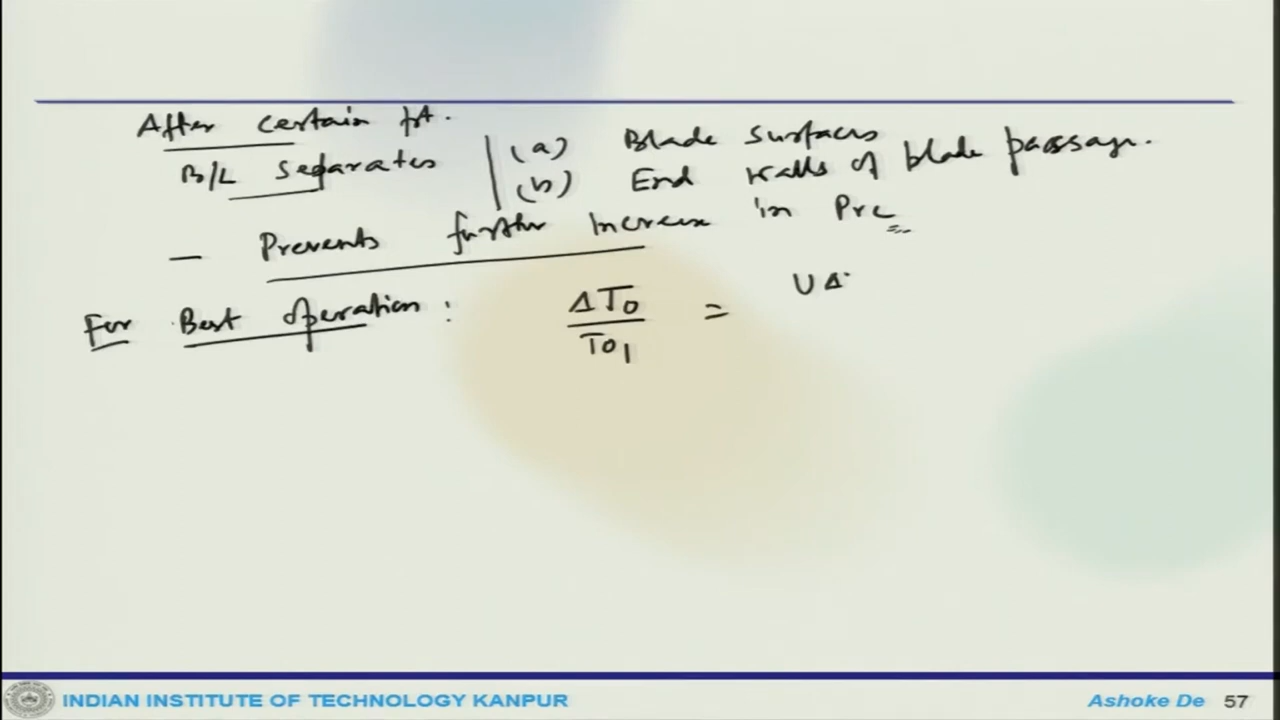 After certain pt.
B/L Separates | (a) Blade surfaces
(b) End walls of blade passage.
— Prevents further increase in Prc
For Best operation : ΔT0 / T01 = UΔ
INDIAN INSTITUTE OF TECHNOLOGY KANPUR
Ashoke De 57